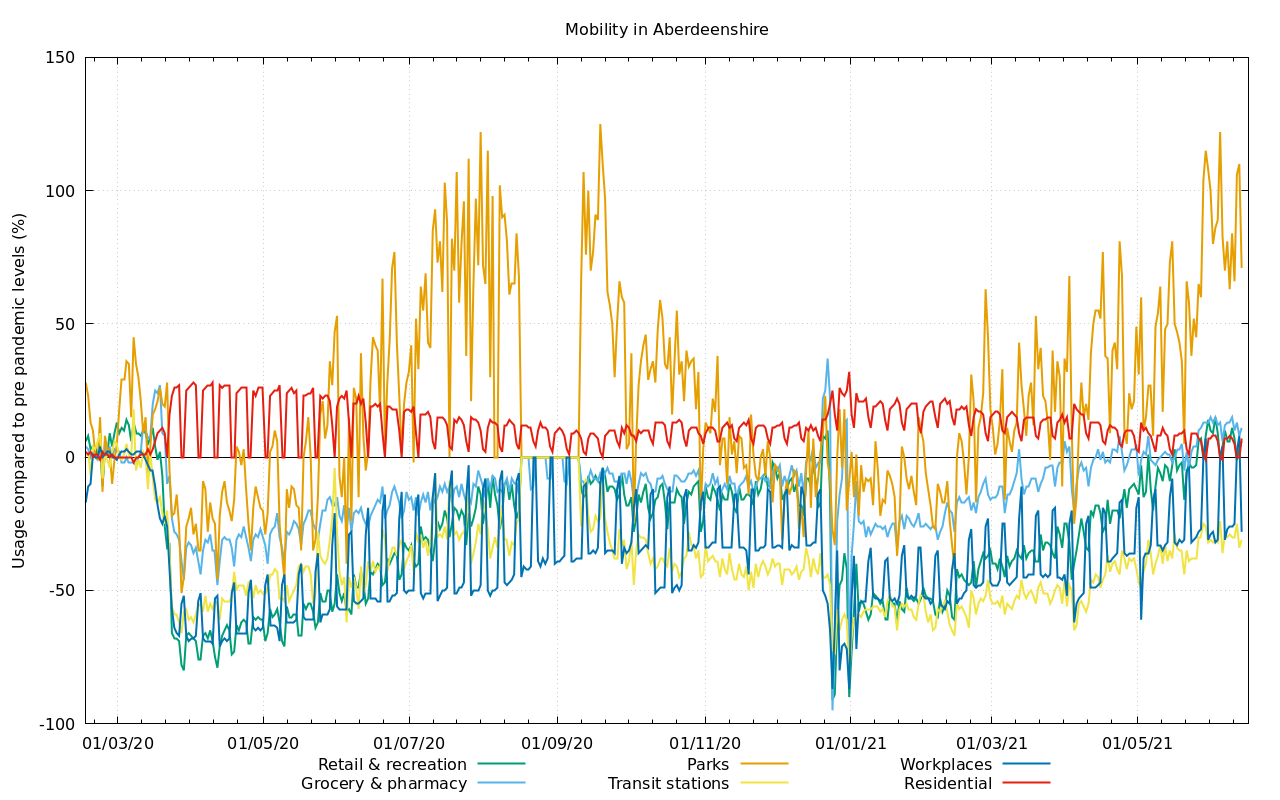 Mobility in Aberdeenshire
Usage compared to pre pandemic levels (%)
150
100
50
0
-50
-100
01/03/20 01/05/20 01/07/20 01/09/20 01/11/20 01/01/21 01/03/21 01/05/21
Retail & recreation Parks Workplaces
Grocery & pharmacy Transit stations Residential